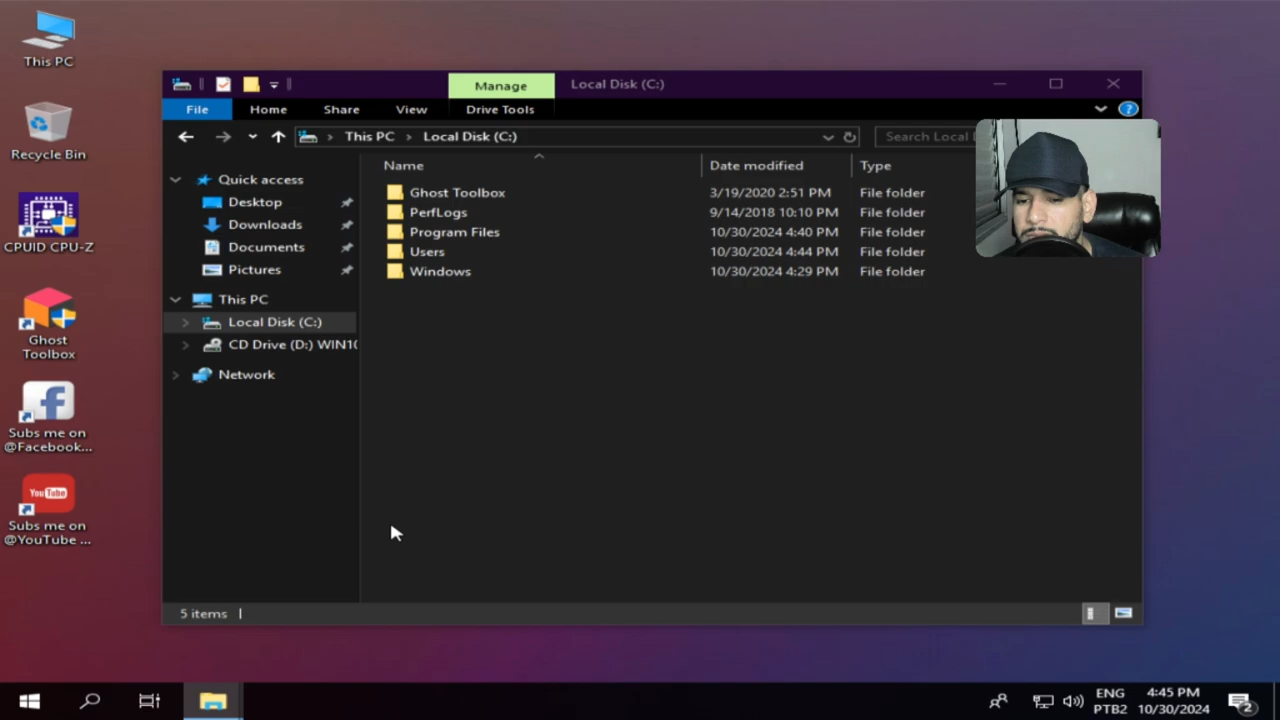 This PC
Recycle Bin
CPUID CPU-Z
Ghost
Toolbox
Subs me on
@Facebook...
You Tube
Subs me on
@YouTube ...
Manage
Local Disk (C:)
File
Home
Share
View
Drive Tools
This PC › Local Disk (C:)
Search Local
Name
Date modified
Type
Quick access
Desktop
Downloads
Documents
Pictures
This PC
Local Disk (C:)
CD Drive (D:) WIN10
Network
Ghost Toolbox 3/19/2020 2:51 PM File folder
PerfLogs 9/14/2018 10:10 PM File folder
Program Files 10/30/2024 4:40 PM File folder
Users 10/30/2024 4:44 PM File folder
Windows 10/30/2024 4:29 PM File folder
5 items
ENG
PTB2
4:45 PM
10/30/2024
2